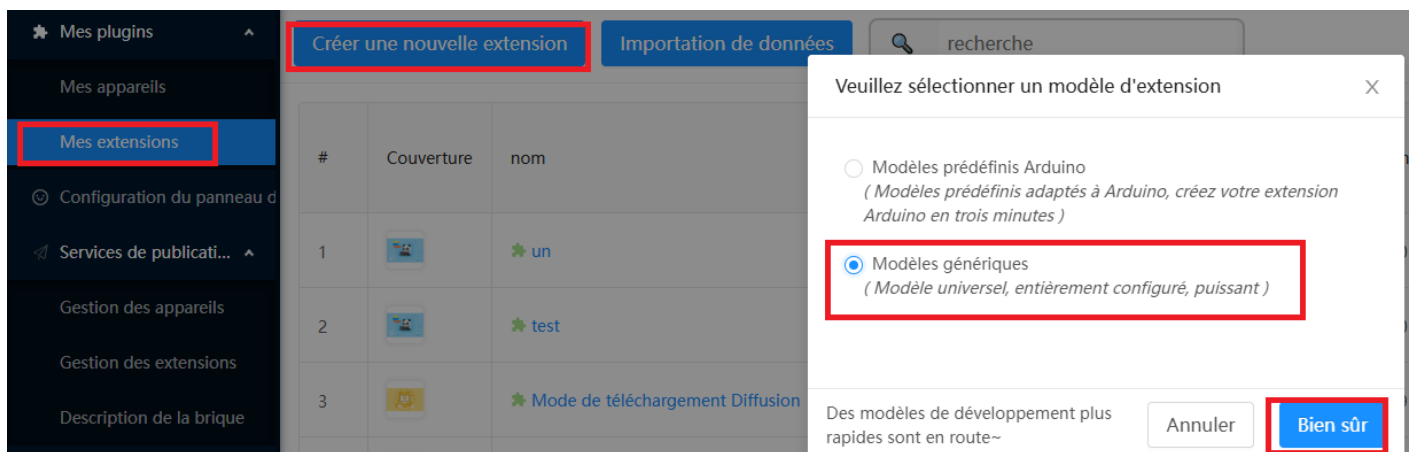 Mes plugins
Mes appareils
Mes extensions
Configuration du panneau d
Services de publicati...
Gestion des appareils
Gestion des extensions
Description de la brique
Créer une nouvelle extension
Importation de données
recherche
# Couverture nom
1 un
2 test
3 Mode de téléchargement Diffusion
Veuillez sélectionner un modèle d'extension X
Modèles prédéfinis Arduino
( Modèles prédéfinis adaptés à Arduino, créez votre extension
Arduino en trois minutes )
Modèles génériques
( Modèle universel, entièrement configuré, puissant )
Des modèles de développement plus
rapides sont en route~
Annuler
Bien sûr